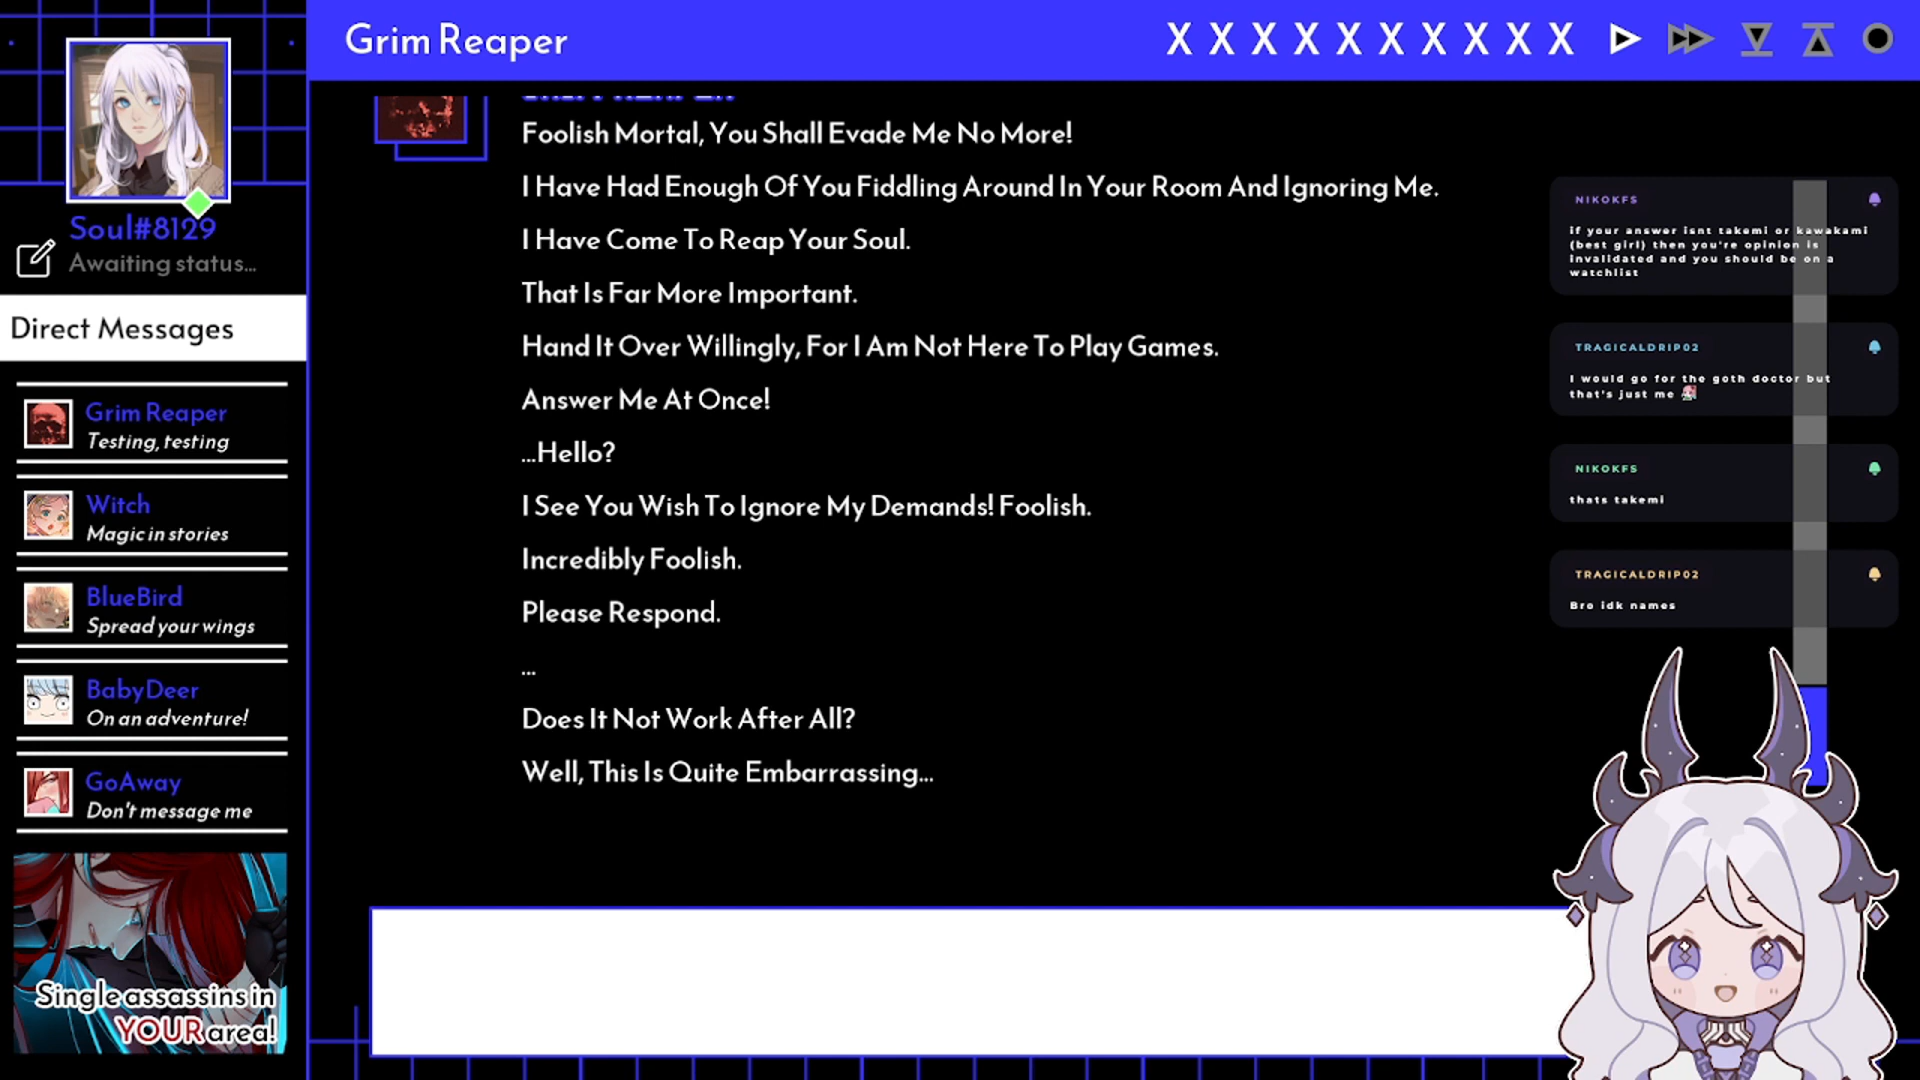 Grim Reaper
X X X X X X X X X X
Soul#8129
Awaiting status...
Direct Messages
Grim Reaper
Testing, testing
Witch
Magic in stories
BlueBird
Spread your wings
BabyDeer
On an adventure!
GoAway
Don't message me
Single assassins in
YOUR area!
Foolish Mortal, You Shall Evade Me No More!
I Have Had Enough Of You Fiddling Around In Your Room And Ignoring Me.
I Have Come To Reap Your Soul.
That Is Far More Important.
Hand It Over Willingly, For I Am Not Here To Play Games.
Answer Me At Once!
...Hello?
I See You Wish To Ignore My Demands! Foolish.
Incredibly Foolish.
Please Respond.
...
Does It Not Work After All?
Well, This Is Quite Embarrassing...
NIKOKFS
if your answer isnt takemi or kawakami
(best girl) then you're opinion is
invalidated and you should be on a
watchlist
TRAGICALDRIP02
I would go for the goth doctor but
that's just me
NIKOKFS
thats takemi
TRAGICALDRIP02
Bro idk names